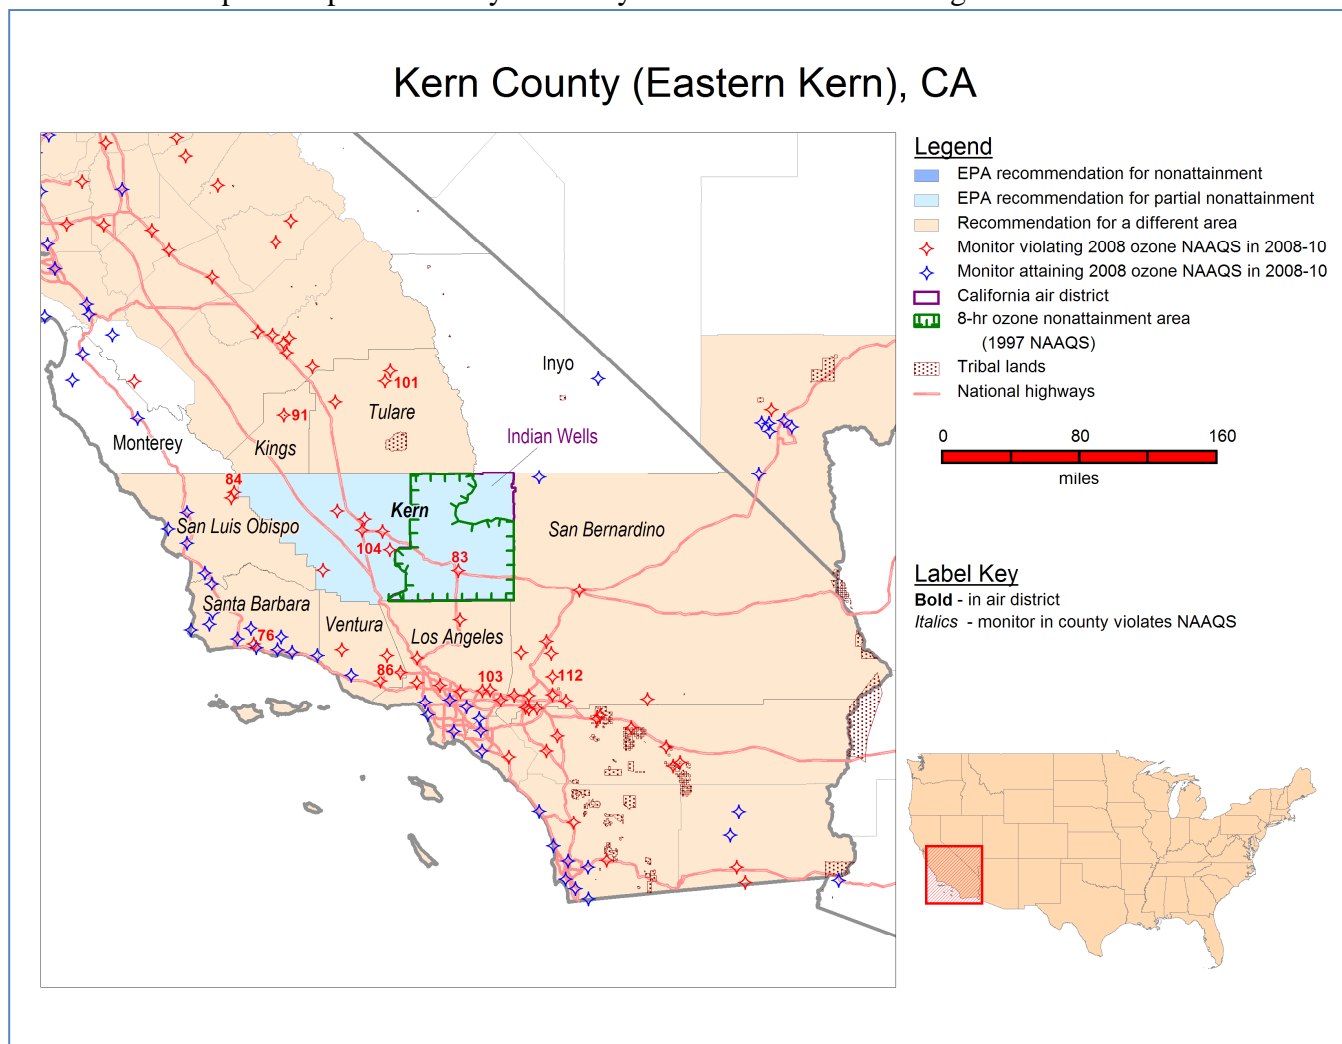 Kern County (Eastern Kern), CA
Legend
EPA recommendation for nonattainment
EPA recommendation for partial nonattainment
Recommendation for a different area
Monitor violating 2008 ozone NAAQS in 2008-10
Monitor attaining 2008 ozone NAAQS in 2008-10
California air district
8-hr ozone nonattainment area
(1997 NAAQS)
Tribal lands
National highways
0 80 160
miles
Inyo
101
Tulare
91
Kings
Monterey
Indian Wells
84
Kern
San Luis Obispo
San Bernardino
104
83
Santa Barbara
Ventura
76
Los Angeles
86
103
112
Label Key
Bold - in air district
Italics - monitor in county violates NAAQS